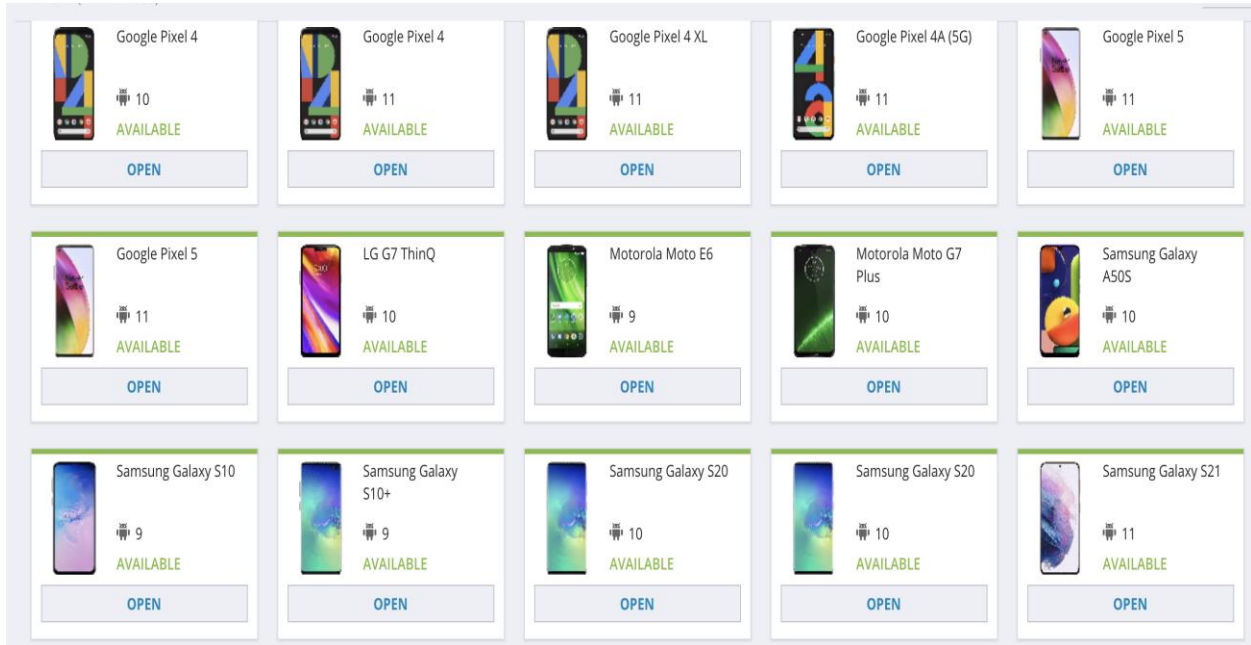 Google Pixel 4
10
AVAILABLE
OPEN
Google Pixel 4
11
AVAILABLE
OPEN
Google Pixel 4 XL
11
AVAILABLE
OPEN
Google Pixel 4A (5G)
11
AVAILABLE
OPEN
Google Pixel 5
11
AVAILABLE
OPEN
Google Pixel 5
11
AVAILABLE
OPEN
LG G7 ThinQ
10
AVAILABLE
OPEN
Motorola Moto E6
9
AVAILABLE
OPEN
Motorola Moto G7
Plus
10
AVAILABLE
OPEN
Samsung Galaxy
A50S
10
AVAILABLE
OPEN
Samsung Galaxy S10
9
AVAILABLE
OPEN
Samsung Galaxy
S10+
9
AVAILABLE
OPEN
Samsung Galaxy S20
10
AVAILABLE
OPEN
Samsung Galaxy S20
10
AVAILABLE
OPEN
Samsung Galaxy S21
11
AVAILABLE
OPEN